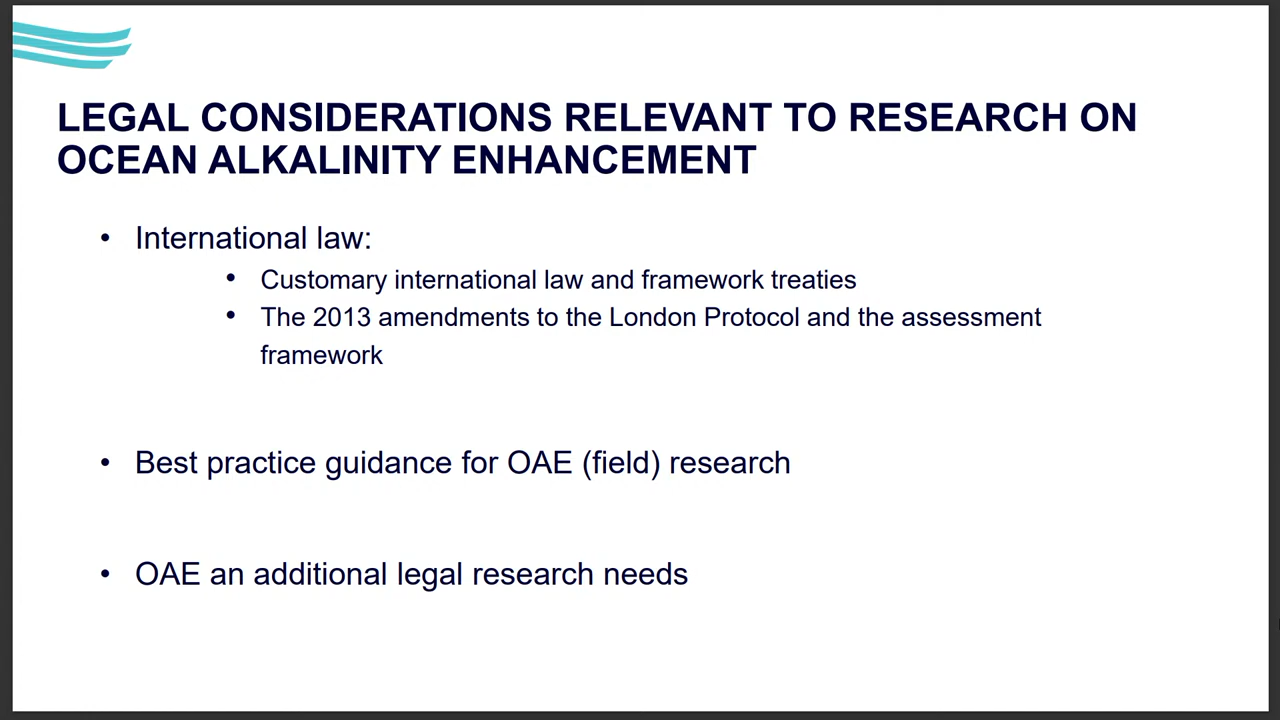 LEGAL CONSIDERATIONS RELEVANT TO RESEARCH ON
OCEAN ALKALINITY ENHANCEMENT
• International law:
• Customary international law and framework treaties
• The 2013 amendments to the London Protocol and the assessment
framework
• Best practice guidance for OAE (field) research
• OAE an additional legal research needs